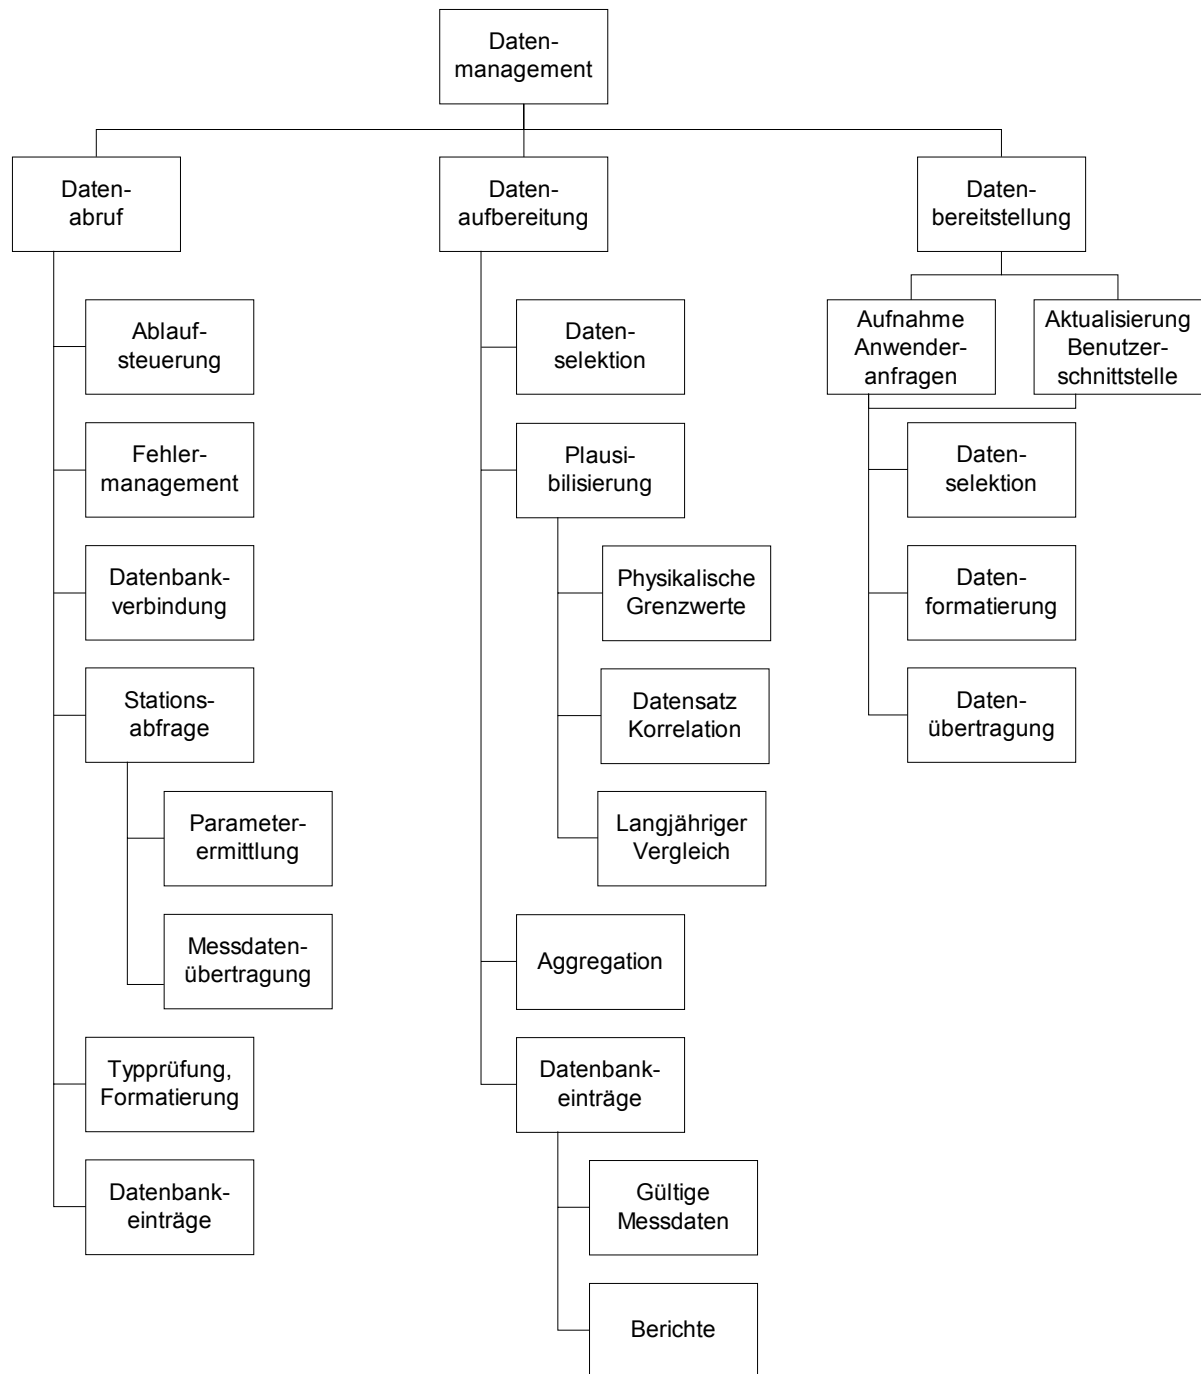 Daten-
management
Daten-
abruf
Ablauf-
steuerung
Fehler-
management
Datenbank-
verbindung
Stations-
abfrage
Parameter-
ermittlung
Messdaten-
übertragung
Typprüfung,
Formatierung
Datenbank-
einträge
Daten-
aufbereitung
Daten-
selektion
Plausi-
bilisierung
Physikalische
Grenzwerte
Datensatz
Korrelation
Langjähriger
Vergleich
Aggregation
Datenbank-
einträge
Gültige
Messdaten
Berichte
Daten-
bereitstellung
Aufnahme
Anwender-
anfragen
Aktualisierung
Benutzer-
schnittstelle
Daten-
selektion
Daten-
formatierung
Daten-
übertragung